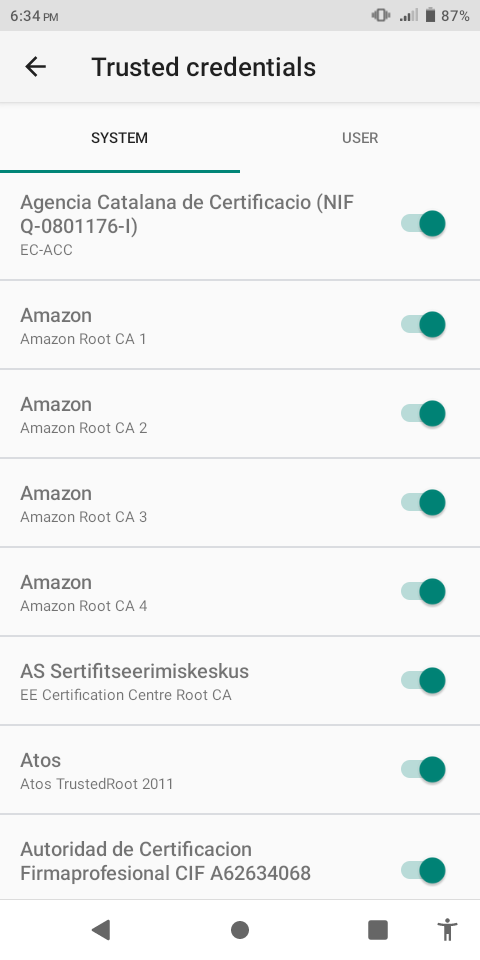 6:34 PM 87%
Trusted credentials
SYSTEM USER
Agencia Catalana de Certificacio (NIF
Q-0801176-I)
EC-ACC
Amazon
Amazon Root CA 1
Amazon
Amazon Root CA 2
Amazon
Amazon Root CA 3
Amazon
Amazon Root CA 4
AS Sertifitseerimiskeskus
EE Certification Centre Root CA
Atos
Atos TrustedRoot 2011
Autoridad de Certificacion
Firmaprofesional CIF A62634068